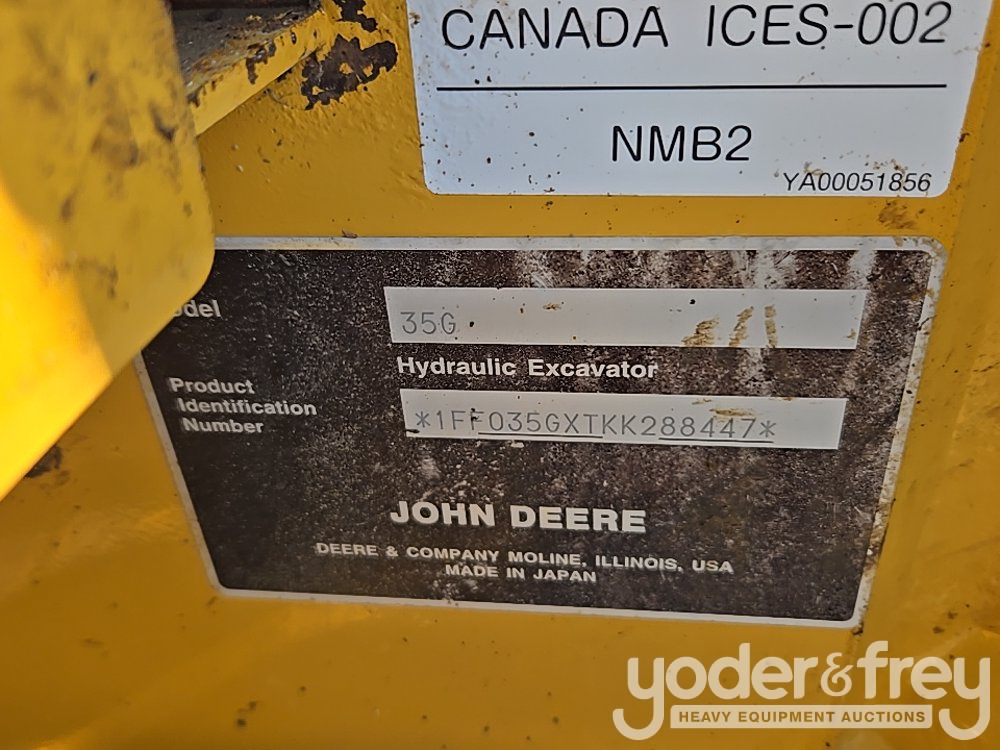 CANADA ICES-002
NMB2
YA00051856
Model
35G
Hydraulic Excavator
Product
Identification
Number
*1FF035GXTKK288447*
JOHN DEERE
DEERE & COMPANY MOLINE, ILLINOIS, USA
MADE IN JAPAN
yoder&frey
HEAVY EQUIPMENT AUCTIONS